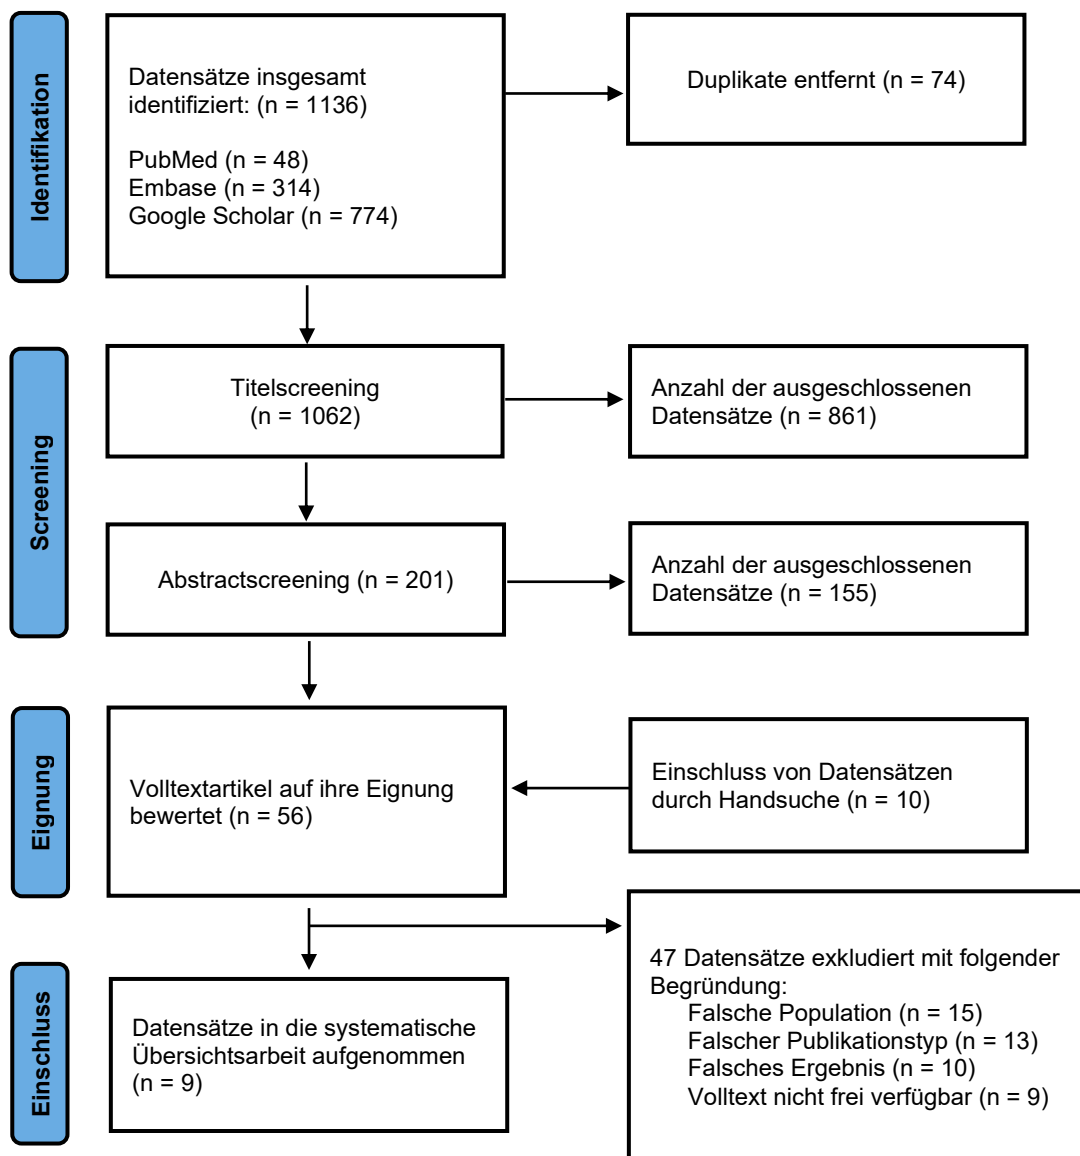 Identifikation
Datensätze insgesamt
identifiziert: (n = 1136)
PubMed (n = 48)
Embase (n = 314)
Google Scholar (n = 774)
Duplikate entfernt (n = 74)
Screening
Titelscreening
(n = 1062)
Anzahl der ausgeschlossenen
Datensätze (n = 861)
Abstractscreening (n = 201)
Anzahl der ausgeschlossenen
Datensätze (n = 155)
Eignung
Volltextartikel auf ihre Eignung
bewertet (n = 56)
Einschluss von Datensätzen
durch Handsuche (n = 10)
Einschluss
Datensätze in die systematische
Übersichtsarbeit aufgenommen
(n = 9)
47 Datensätze exkludiert mit folgender
Begründung:
Falsche Population (n = 15)
Falscher Publikationstyp (n = 13)
Falsches Ergebnis (n = 10)
Volltext nicht frei verfügbar (n = 9)